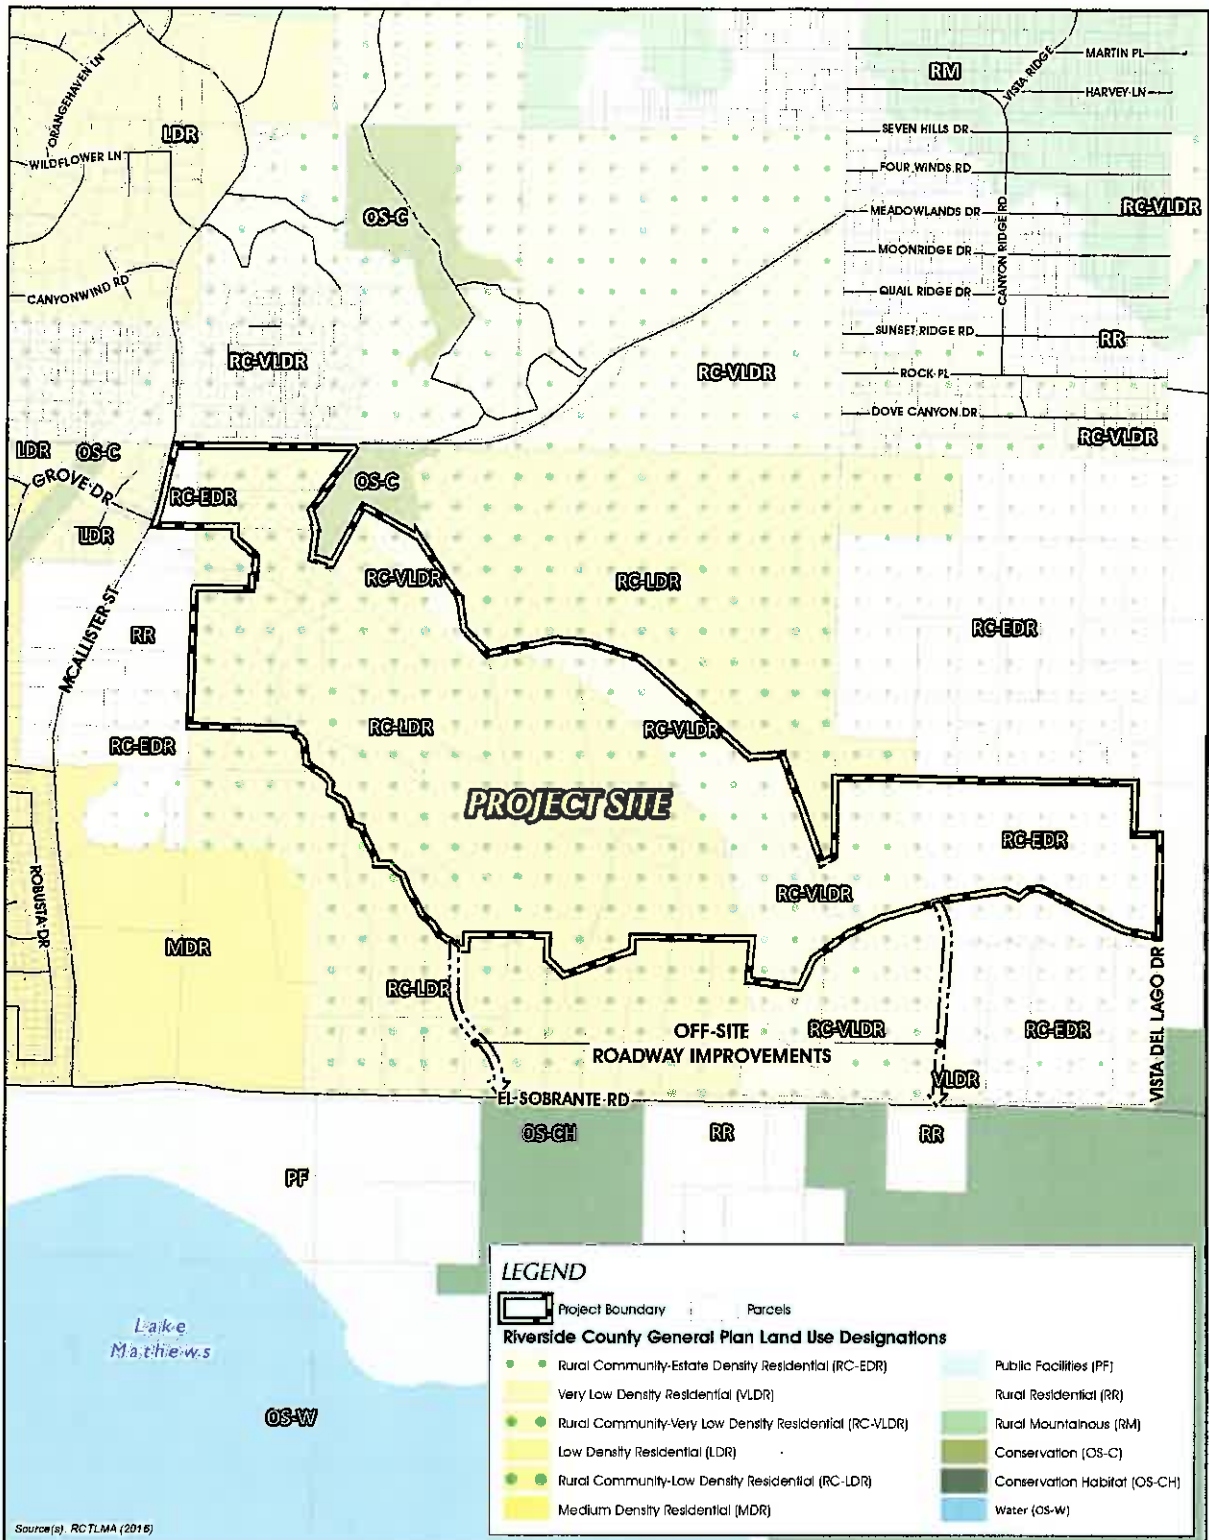 MARTIN PL
RM
VISTA RIDGE
HARVEY LN
ORANGEHAVEN LN
LDR
SEVEN HILLS DR
WILDFLOWER LN
FOUR WINDS RD
OS-C
MEADOWLANDS DR
RC-VLDR
CANYON RIDGE RD
MOONRIDGE DR
CANYONWIND RD
QUAIL RIDGE DR
SUNSET RIDGE RD
RR
RC-VLDR
RC-VLDR
ROCK PL
DOVE CANYON DR
RC-VLDR
LDR
OS-C
GROVE DR
RC-EDR
OS-C
LDR
RC-VLDR
RC-LDR
RR
RC-EDR
MCALLISTER ST
RC-LDR
RC-VLDR
RC-EDR
PROJECT SITE
RC-EDR
ROBUSTA DR
RC-VLDR
MDR
RC-LDR
OFF-SITE
ROADWAY IMPROVEMENTS
RC-VLDR
RC-EDR
VISTA DEL LAGO DR
VLDR
EL SOBRANTE RD
OS-CH
RR
RR
PF
Lake
Mathews
OS-W
LEGEND
Project Boundary
Parcels
Riverside County General Plan Land Use Designations
Rural Community-Estate Density Residential (RC-EDR)
Very Low Density Residential (VLDR)
Rural Community-Very Low Density Residential (RC-VLDR)
Low Density Residential (LDR)
Rural Community-Low Density Residential (RC-LDR)
Medium Density Residential (MDR)
Public Facilities (PF)
Rural Residential (RR)
Rural Mountainous (RM)
Conservation (OS-C)
Conservation Habitat (OS-CH)
Water (OS-W)
Source(s): RCTLMA (2016)